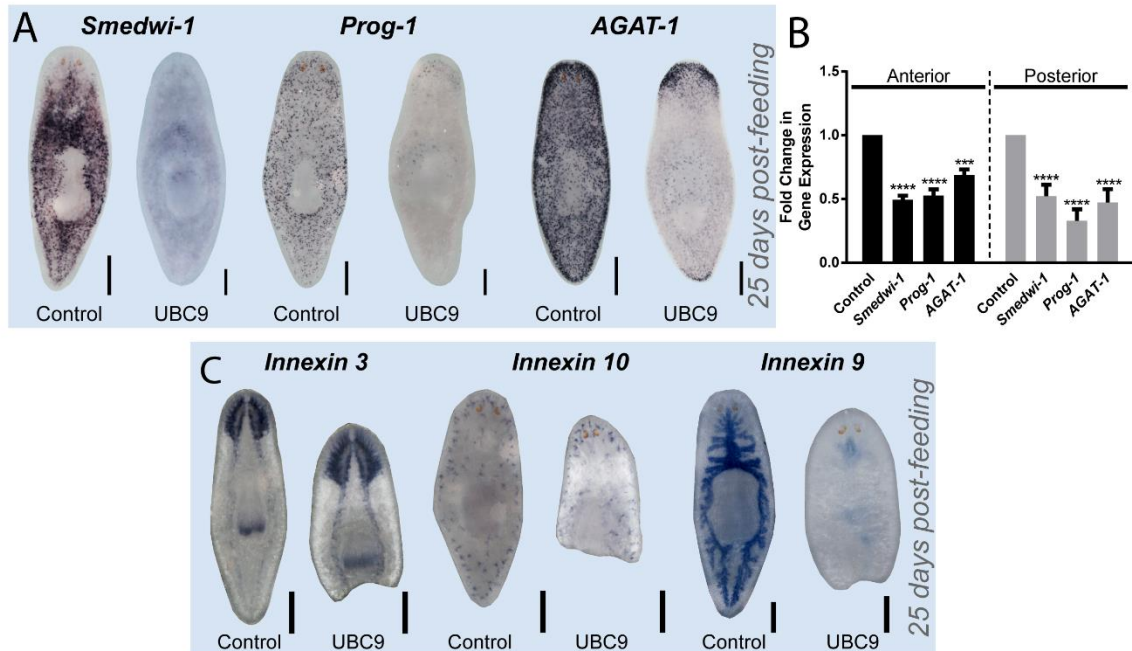 A
Smedwi-1 Prog-1 AGAT-1
Control UBC9 Control UBC9 Control UBC9
25 days post-feeding
B
Fold Change in
Gene Expression
1.5
1.0
0.5
0.0
Anterior Posterior
**** **** *** **** **** ****
Control Smedwi-1 Prog-1 AGAT-1 Control Smedwi-1 Prog-1 AGAT-1
C
Innexin 3 Innexin 10 Innexin 9
Control UBC9 Control UBC9 Control UBC9
25 days post-feeding